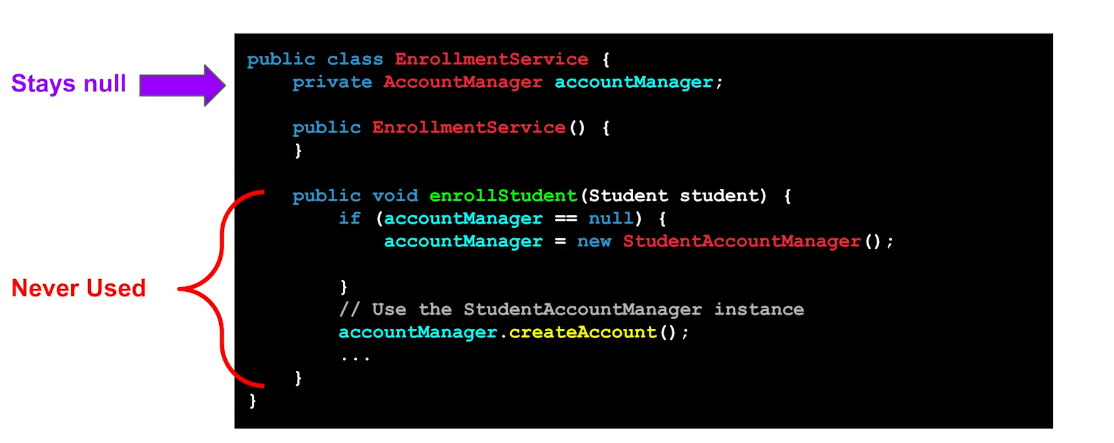 public class EnrollmentService {
Stays null
private AccountManager accountManager;
public EnrollmentService() {
}
public void enrollStudent(Student student) {
if (accountManager == null) {
accountManager = new StudentAccountManager();
Never Used
}
// Use the StudentAccountManager instance
accountManager.createAccount();
...
}
}